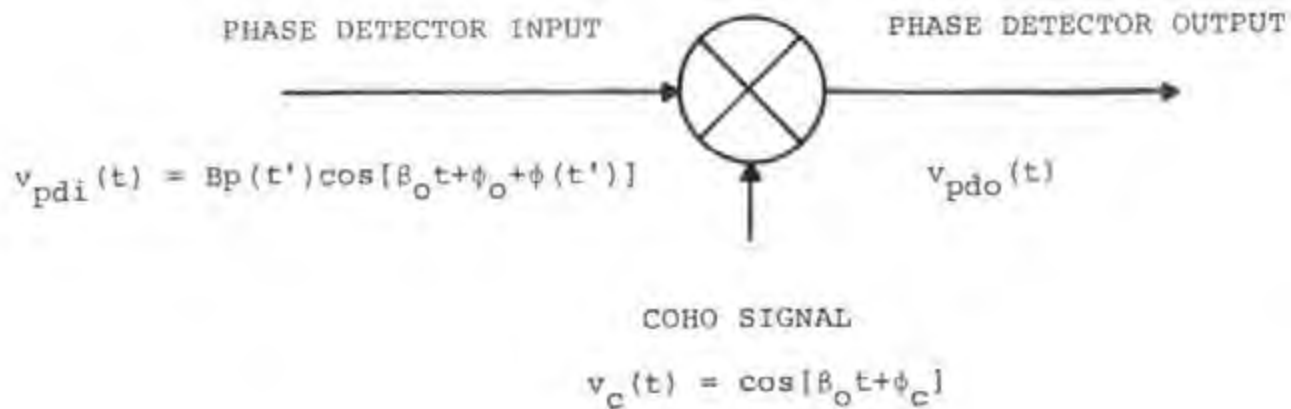 PHASE DETECTOR INPUT
PHASE DETECTOR OUTPUT
v_pdi(t) = Bp(t')cos[β_o t+φ_o+φ(t')]
v_pdo(t)
COHO SIGNAL
v_c(t) = cos[β_o t+φ_c]